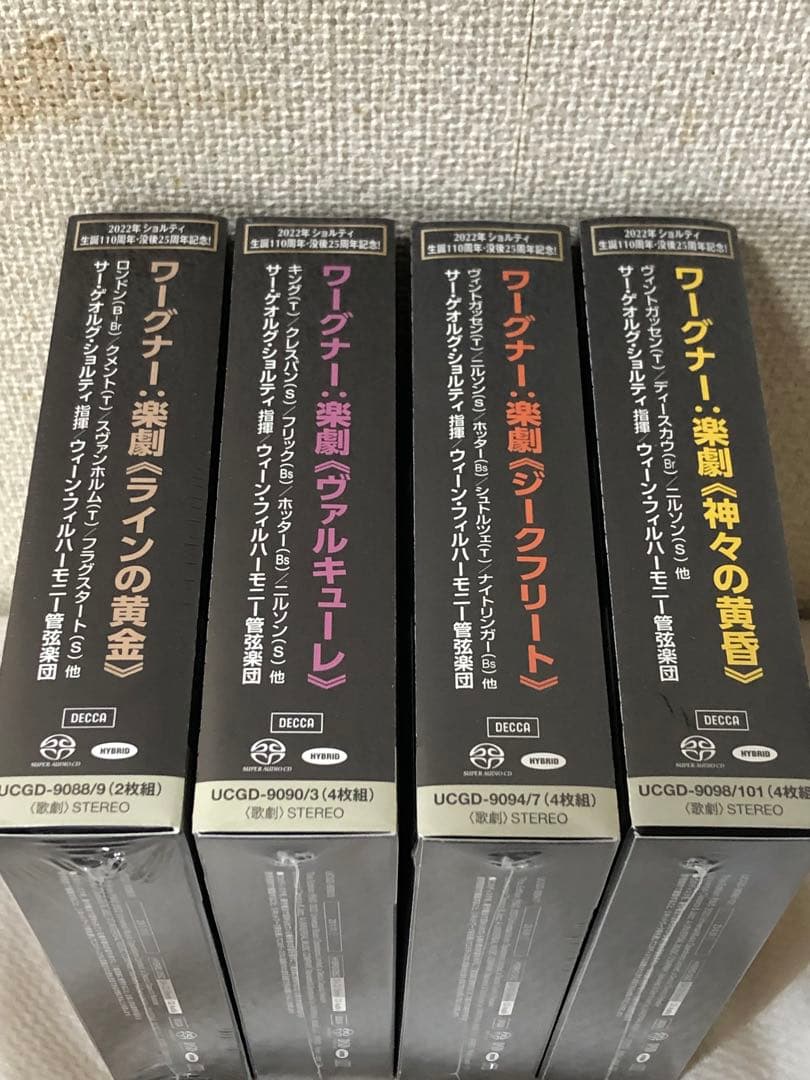 2022年 ショルティ
生誕110周年・没後25周年記念!
ワーグナー:楽劇《ラインの黄金》
ロンドン(B-Br)/クメント(T)/スヴァンホルム(T)/フラグスタート(S) 他
サー・ゲオルグ・ショルティ指揮/ウィーン・フィルハーモニー管弦楽団
DECCA
SUPER AUDIO CD
HYBRID
UCGD-9088/9(2枚組)
〈歌劇〉STEREO
2022年 ショルティ
生誕110周年・没後25周年記念!
ワーグナー:楽劇《ヴァルキューレ》
キング(T)/クレスパン(S)/フリック(Bs)/ホッター(Bs)/ニルソン(S) 他
サー・ゲオルグ・ショルティ指揮/ウィーン・フィルハーモニー管弦楽団
DECCA
SUPER AUDIO CD
HYBRID
UCGD-9090/3(4枚組)
〈歌劇〉STEREO
2022年 ショルティ
生誕110周年・没後25周年記念!
ワーグナー:楽劇《ジークフリート》
ヴィントガッセン(T)/ニルソン(S)/ホッター(Bs)/シュトルツェ(T)/ナイトリンガー(Bs) 他
サー・ゲオルグ・ショルティ指揮/ウィーン・フィルハーモニー管弦楽団
DECCA
SUPER AUDIO CD
HYBRID
UCGD-9094/7(4枚組)
〈歌劇〉STEREO
2022年 ショルティ
生誕110周年・没後25周年記念!
ワーグナー:楽劇《神々の黄昏》
ヴィントガッセン(T)/ディースカウ(Br)/ニルソン(S) 他
サー・ゲオルグ・ショルティ指揮/ウィーン・フィルハーモニー管弦楽団
DECCA
SUPER AUDIO CD
HYBRID
UCGD-9098/101(4枚組)
〈歌劇〉STEREO